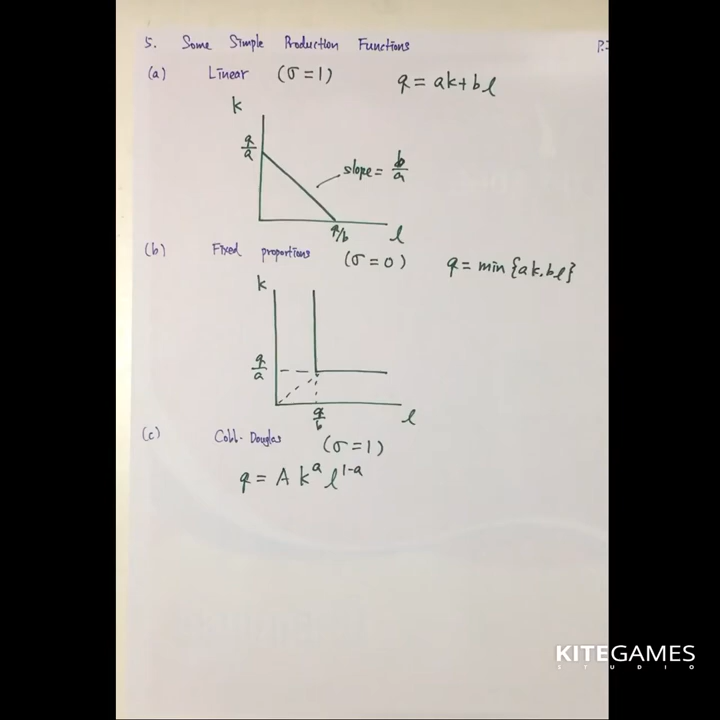 5. Some Simple Production Functions
(a) Linear (σ=1) q = ak+bl
k
q/a
slope = b/a
q/b l
(b) Fixed proportions (σ=0) q = min {ak.bl}
k
q/a
q/b l
(c) Cobb-Douglas (σ=1)
q = A k^a l^1-a
KITEGAMES
STUDIO